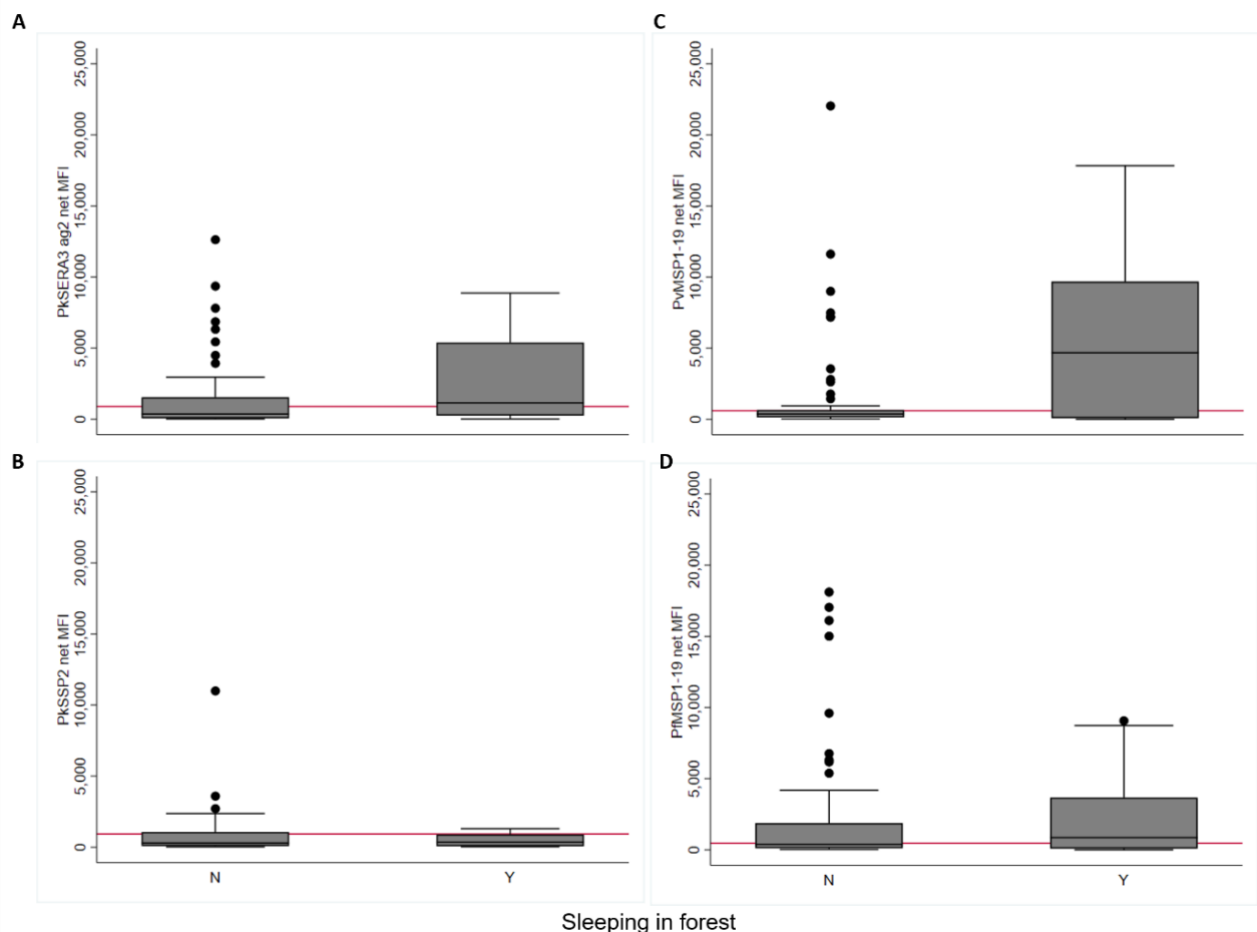 A
25,000
20,000
15,000
10,000
5,000
0
PkSERA3 ag2 net MFI
C
25,000
20,000
15,000
10,000
5,000
0
PvMSP1-19 net MFI
B
25,000
20,000
15,000
10,000
5,000
0
PkSSP2 net MFI
N
Y
D
25,000
20,000
15,000
10,000
5,000
0
PfMSP1-19 net MFI
N
Y
Sleeping in forest